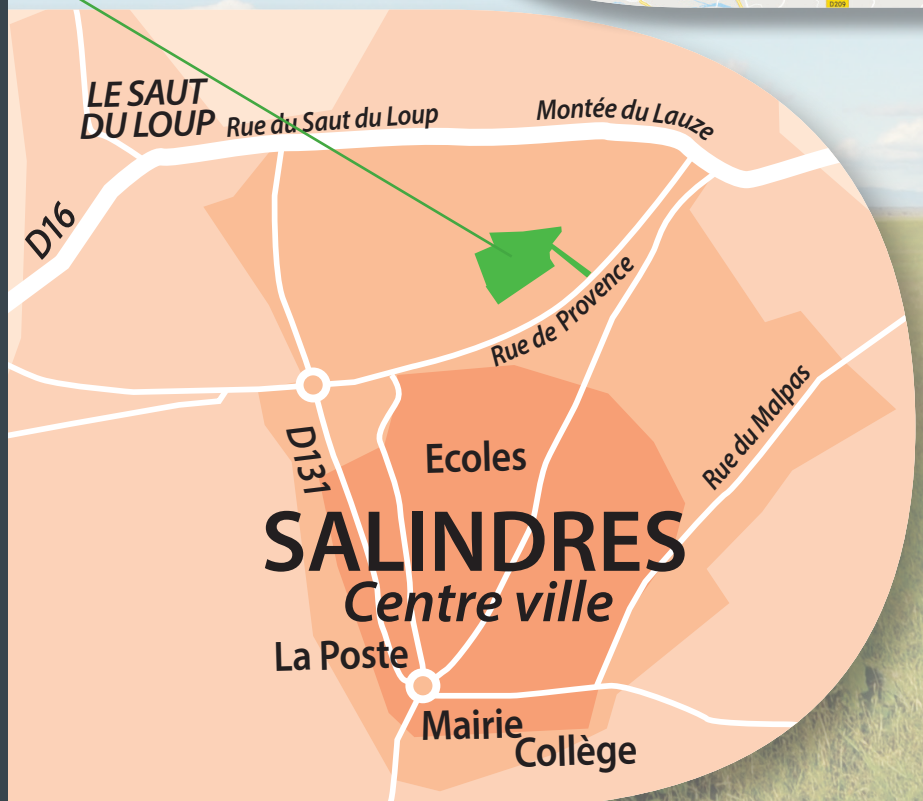 D209
LE SAUT
DU LOUP
Rue du Saut du Loup
Montée du Lauze
D16
Rue de Provence
Rue du Malpas
D131
Ecoles
SALINDRES
Centre ville
La Poste
Mairie
Collège